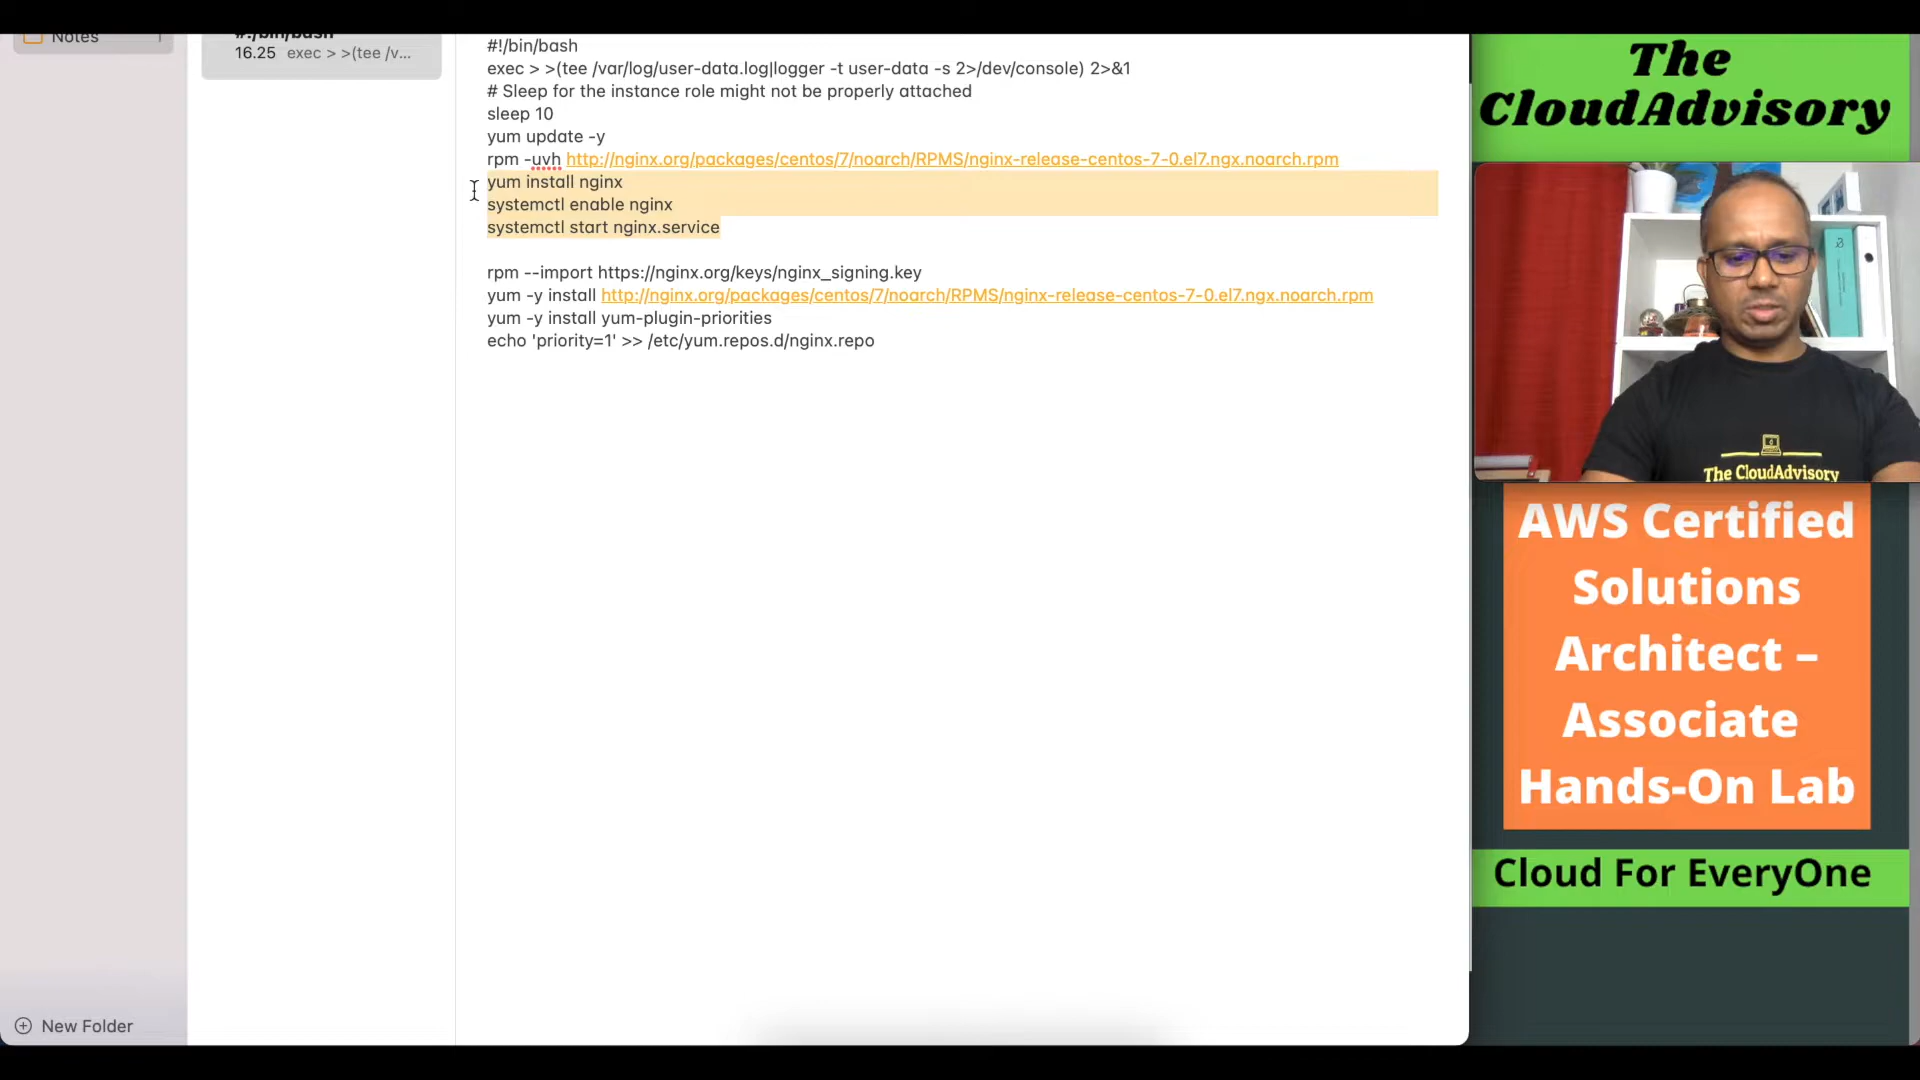 Notes
1
#!/bin/bash
16.25 exec > >(tee /v...
#!/bin/bash
exec > >(tee /var/log/user-data.log|logger -t user-data -s 2>/dev/console) 2>&1
# Sleep for the instance role might not be properly attached
sleep 10
yum update -y
rpm -uvh http://nginx.org/packages/centos/7/noarch/RPMS/nginx-release-centos-7-0.el7.ngx.noarch.rpm
yum install nginx
systemctl enable nginx
systemctl start nginx.service
rpm --import https://nginx.org/keys/nginx_signing.key
yum -y install http://nginx.org/packages/centos/7/noarch/RPMS/nginx-release-centos-7-0.el7.ngx.noarch.rpm
yum -y install yum-plugin-priorities
echo 'priority=1' >> /etc/yum.repos.d/nginx.repo
New Folder
The
CloudAdvisory
The CloudAdvisory
AWS Certified
Solutions
Architect –
Associate
Hands-On Lab
Cloud For EveryOne